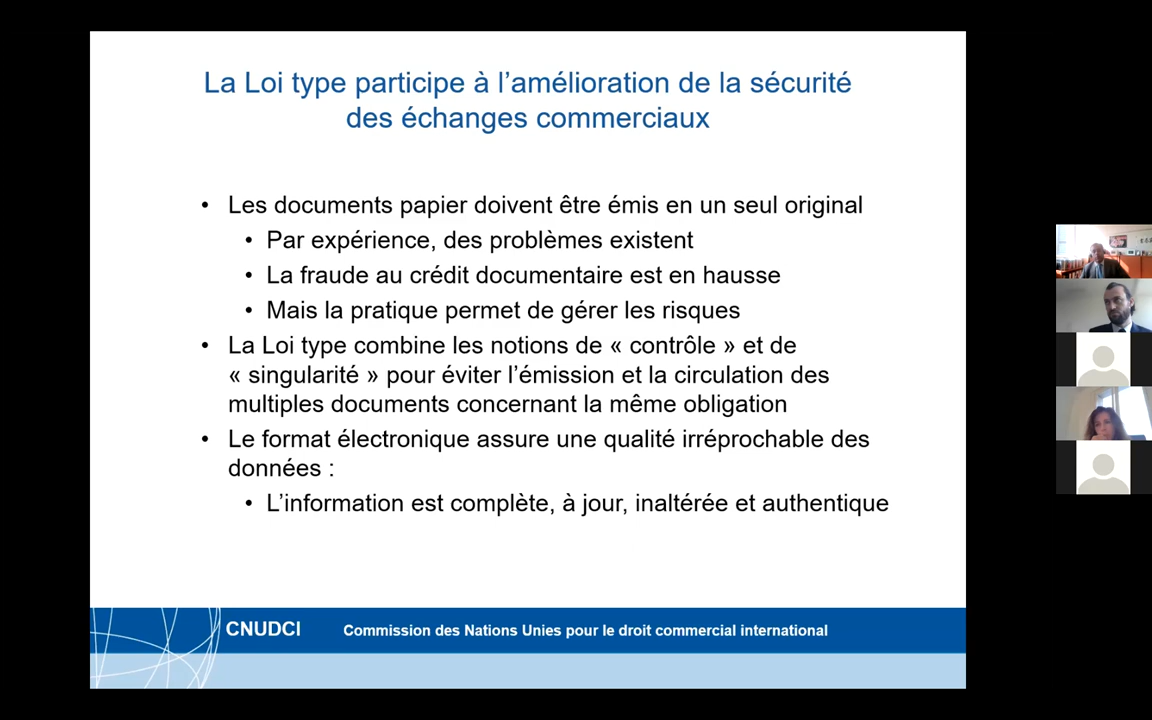 La Loi type participe à l’amélioration de la sécurité
des échanges commerciaux
• Les documents papier doivent être émis en un seul original
• Par expérience, des problèmes existent
• La fraude au crédit documentaire est en hausse
• Mais la pratique permet de gérer les risques
• La Loi type combine les notions de « contrôle » et de
« singularité » pour éviter l’émission et la circulation des
multiples documents concernant la même obligation
• Le format électronique assure une qualité irréprochable des
données :
• L’information est complète, à jour, inaltérée et authentique
CNUDCI Commission des Nations Unies pour le droit commercial international